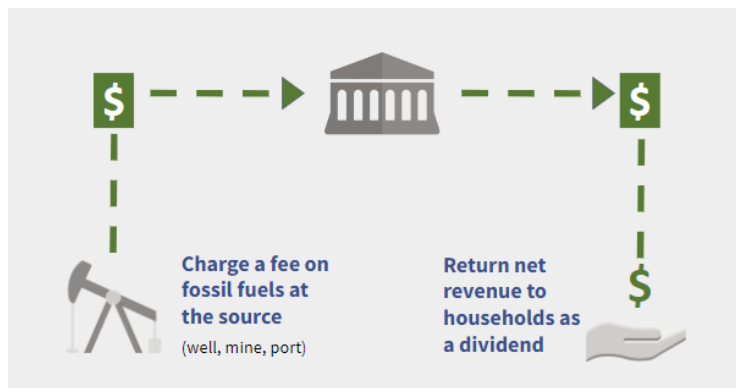 $
$
Charge a fee on
fossil fuels at
the source
(well, mine, port)
Return net
revenue to
households as
a dividend
$